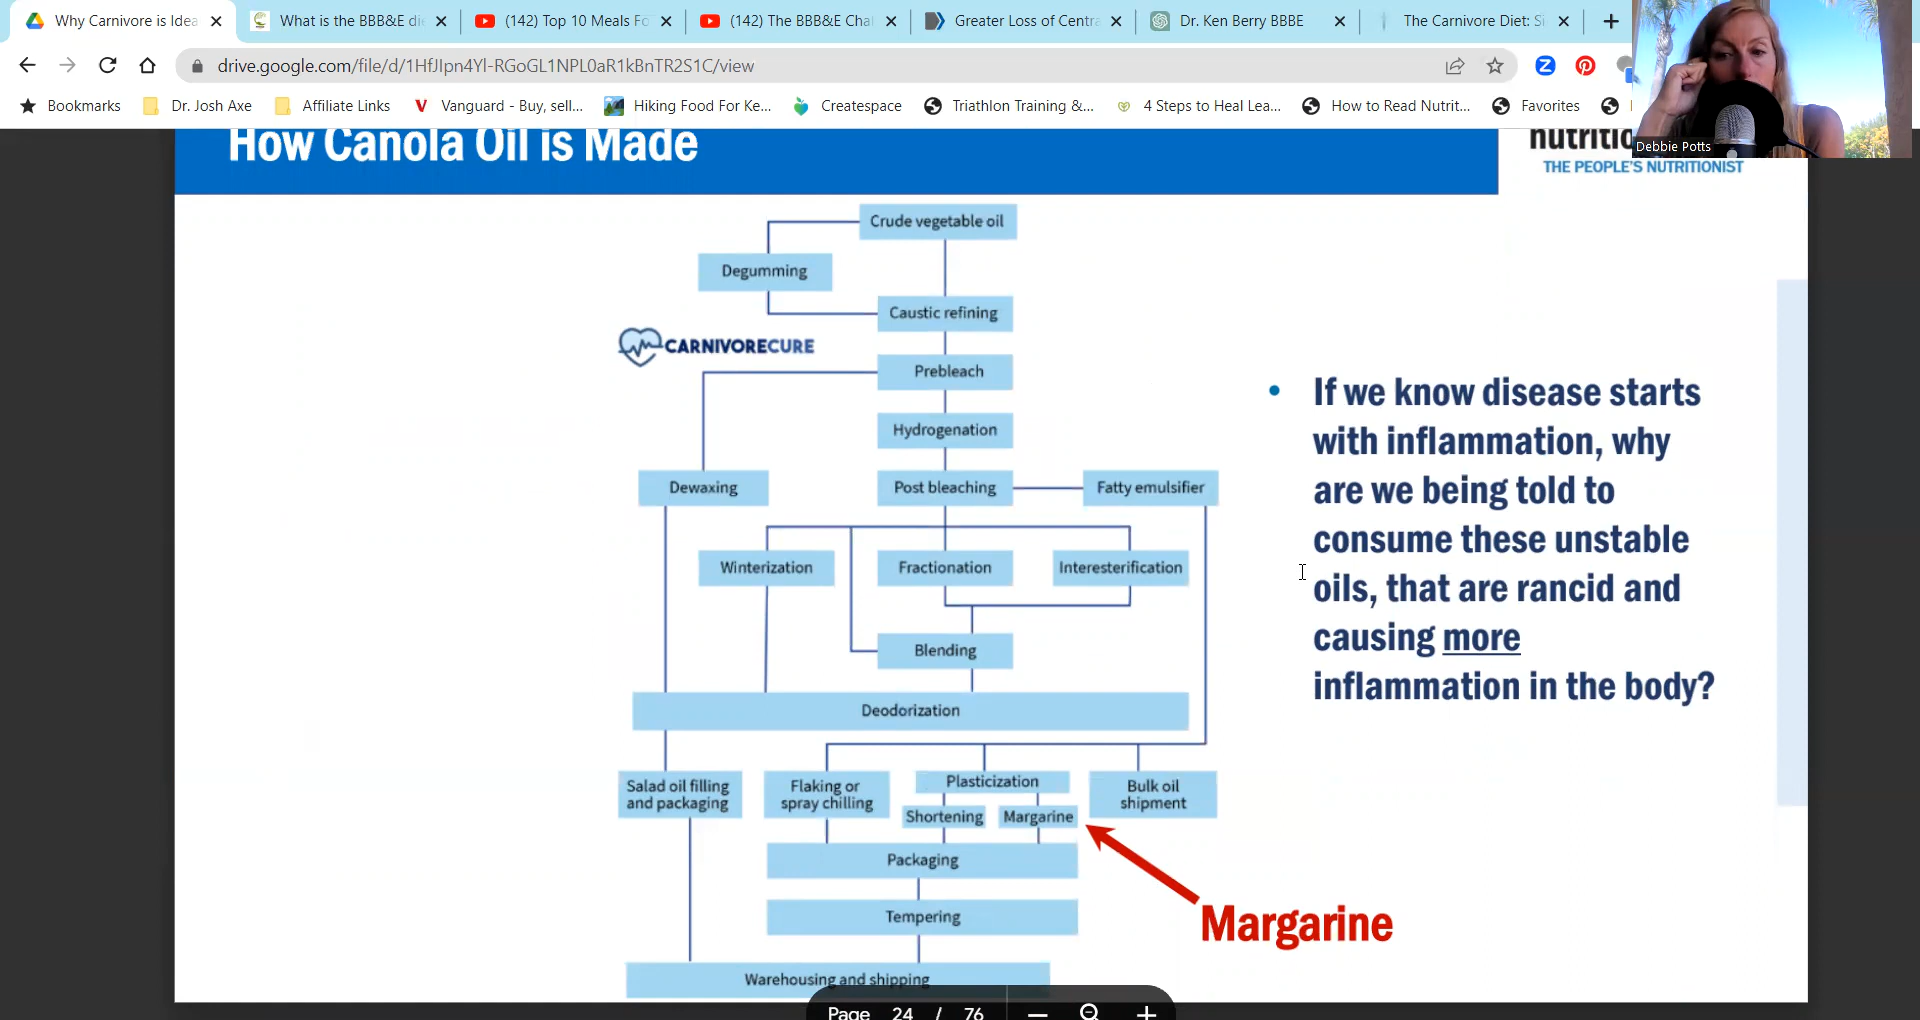 Why Carnivore is Idea
What is the BBB&E di
(142) Top 10 Meals Fo
(142) The BBB&E Cha
Greater Loss of Centra
Dr. Ken Berry BBBE
The Carnivore Diet: Si
drive.google.com/file/d/1HfJIpn4Yl-RGoGL1NPL0aR1kBnTR2S1C/view
Bookmarks
Dr. Josh Axe
Affiliate Links
Vanguard - Buy, sell...
Hiking Food For Ke...
Createspace
Triathlon Training &...
4 Steps to Heal Lea...
How to Read Nutrit...
Favorites
Debbie Potts
How Canola Oil is Made
nutritio
THE PEOPLE'S NUTRITIONIST
Crude vegetable oil
Degumming
Caustic refining
CARNIVORECURE
Prebleach
Hydrogenation
Dewaxing
Post bleaching
Fatty emulsifier
Winterization
Fractionation
Interesterification
Blending
Deodorization
Salad oil filling
and packaging
Flaking or
spray chilling
Plasticization
Shortening
Margarine
Bulk oil
shipment
Packaging
Tempering
Warehousing and shipping
• If we know disease starts
with inflammation, why
are we being told to
consume these unstable
oils, that are rancid and
causing more
inflammation in the body?
Margarine
Page 24 / 76